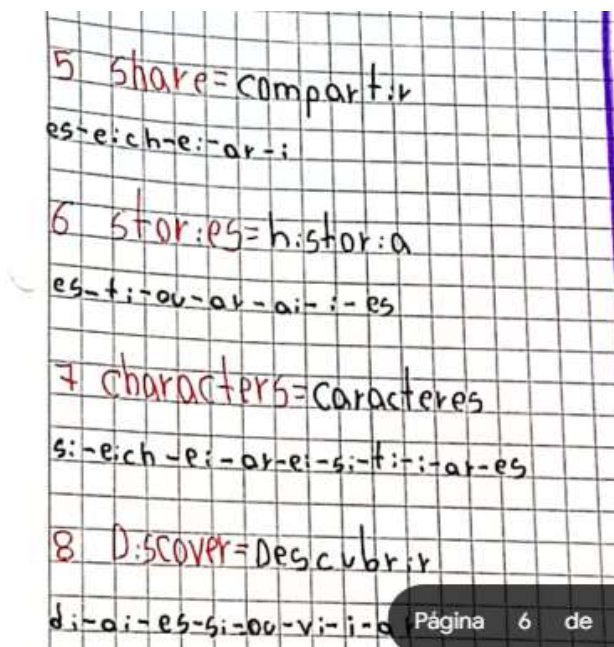 5 share=compartir
es-eich-ei-ar-i
6 stories=historia
es-ti-ou-ar-ai-i-es
7 characters=caracteres
si-eich-ei-ar-ei-si-ti-i-ar-es
8 Discover=Descubrir
di-ai-es-si-ou-vi-i-a
Página 6 de